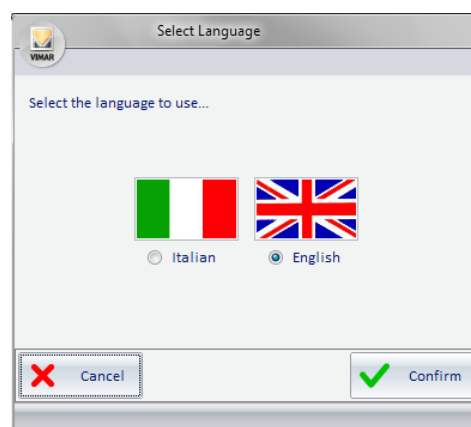 Select Language
VIMAR
Select the language to use...
Italian
English
Cancel
Confirm